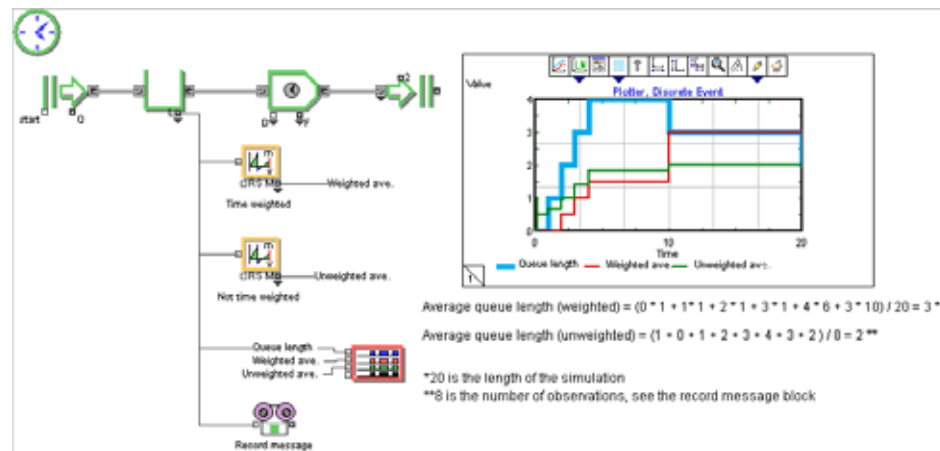 start
Weighted ave.
Time weighted
Unweighted ave.
Not time weighted
Queue length
Weighted ave.
Unweighted ave.
Record message
Value
Plotter, Discrete Event
4
3
2
1
0
0 10 20
Time
Queue length Weighted ave. Unweighted ave.
1
Average queue length (weighted) = (0 * 1 + 1* 1 + 2 * 1 + 3 * 1 + 4 * 6 + 3 * 10) / 20 = 3 *
Average queue length (unweighted) = (1 + 0 + 1 + 2 + 3 + 4 + 3 + 2 ) / 8 = 2 **
*20 is the length of the simulation
**8 is the number of observations, see the record message block